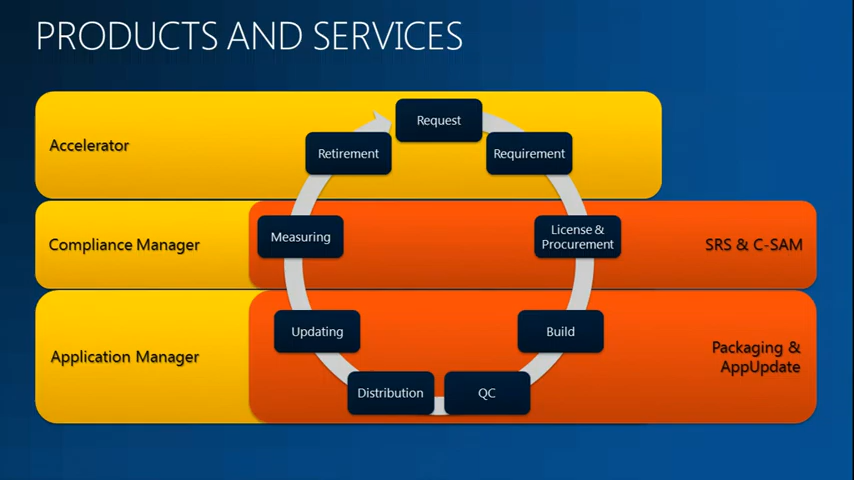 PRODUCTS AND SERVICES
Accelerator
Request
Retirement
Requirement
Compliance Manager
Measuring
License &
Procurement
SRS & C-SAM
Application Manager
Updating
Build
Packaging &
AppUpdate
Distribution
QC